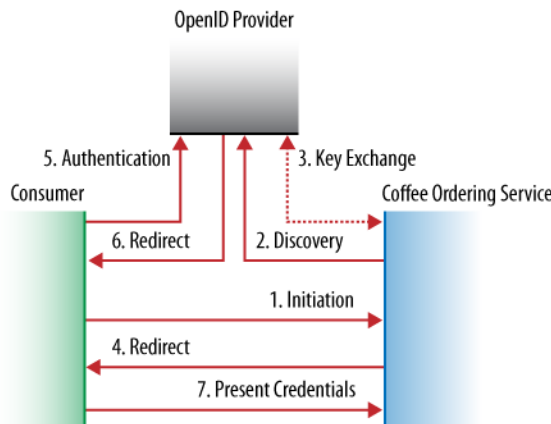 OpenID Provider
5. Authentication
3. Key Exchange
Consumer
Coffee Ordering Service
6. Redirect
2. Discovery
1. Initiation
4. Redirect
7. Present Credentials